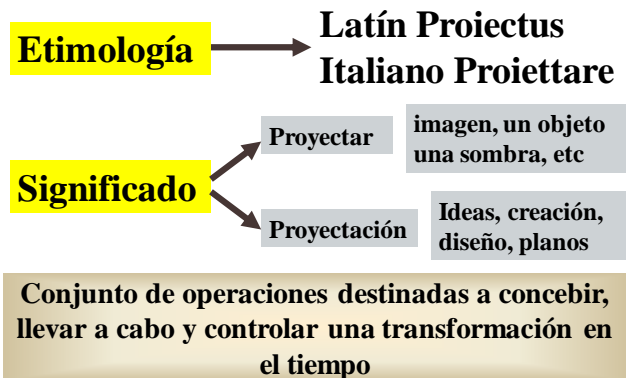 Etimología
Latín Proiectus
Italiano Proiettare
Significado
Proyectar
imagen, un objeto
una sombra, etc
Proyectación
Ideas, creación,
diseño, planos
Conjunto de operaciones destinadas a concebir,
llevar a cabo y controlar una transformación en
el tiempo